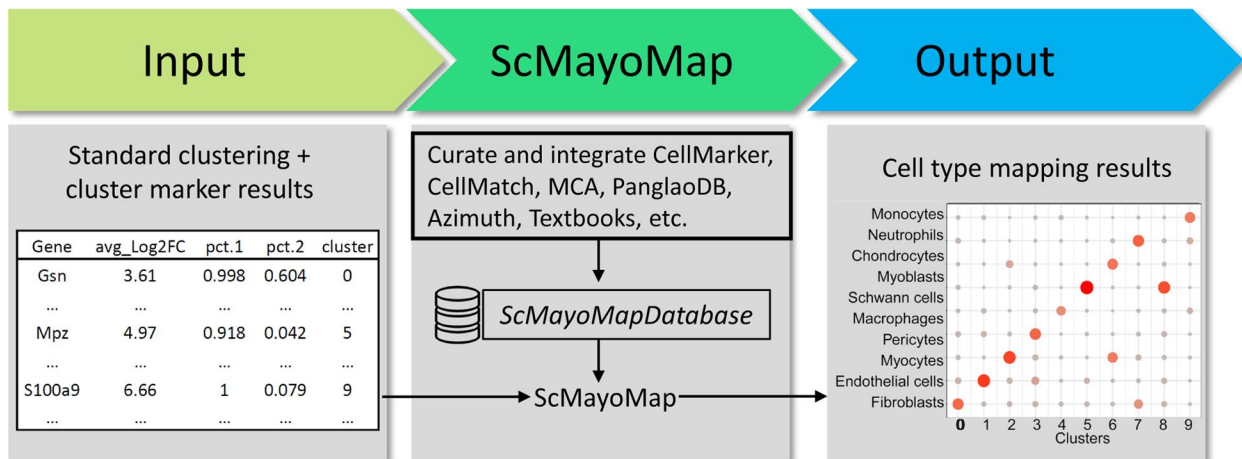 Input
ScMayoMap
Output
Standard clustering +
cluster marker results
Gene avg_Log2FC pct.1 pct.2 cluster
Gsn 3.61 0.998 0.604 0
... ... ... ... ...
Mpz 4.97 0.918 0.042 5
... ... ... ... ...
S100a9 6.66 1 0.079 9
... ... ... ... ...
Curate and integrate CellMarker,
CellMatch, MCA, PanglaoDB,
Azimuth, Textbooks, etc.
ScMayoMapDatabase
ScMayoMap
Cell type mapping results
Monocytes
Neutrophils
Chondrocytes
Myoblasts
Schwann cells
Macrophages
Pericytes
Myocytes
Endothelial cells
Fibroblasts
0 1 2 3 4 5 6 7 8 9
Clusters